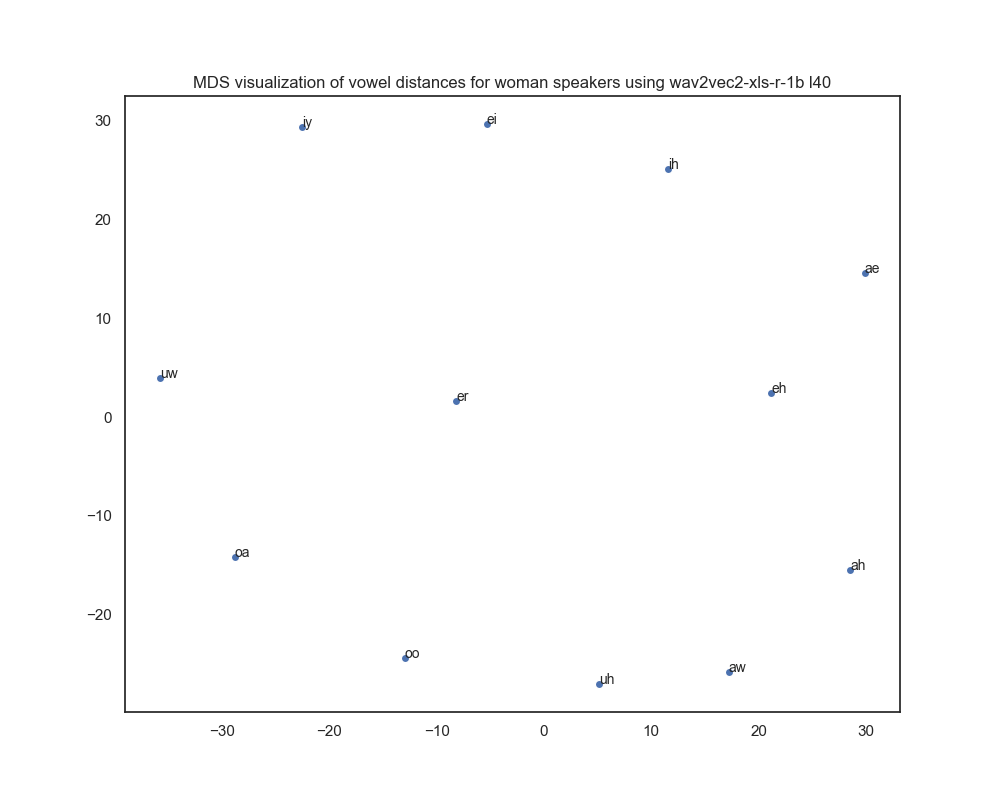 MDS visualization of vowel distances for woman speakers using wav2vec2-xls-r-1b l40
30
iy
ei
ih
20
ae
10
uw
eh
er
0
−10
oa
ah
−20
oo
aw
uh
−30 −20 −10 0 10 20 30